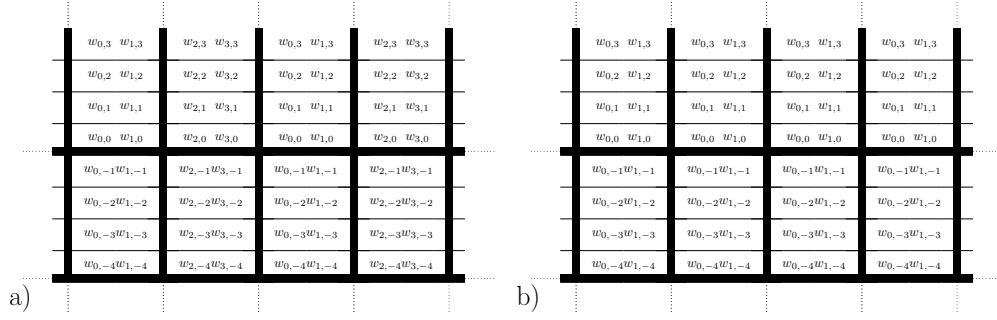 w0,3 w1,3 w2,3 w3,3 w0,3 w1,3 w2,3 w3,3 w0,3 w1,3 w0,3 w1,3 w0,3 w1,3 w0,3 w1,3
w0,2 w1,2 w2,2 w3,2 w0,2 w1,2 w2,2 w3,2 w0,2 w1,2 w0,2 w1,2 w0,2 w1,2 w0,2 w1,2
w0,1 w1,1 w2,1 w3,1 w0,1 w1,1 w2,1 w3,1 w0,1 w1,1 w0,1 w1,1 w0,1 w1,1 w0,1 w1,1
w0,0 w1,0 w2,0 w3,0 w0,0 w1,0 w2,0 w3,0 w0,0 w1,0 w0,0 w1,0 w0,0 w1,0 w0,0 w1,0
w0,−1w1,−1 w2,−1w3,−1 w0,−1w1,−1 w2,−1w3,−1 w0,−1w1,−1 w0,−1w1,−1 w0,−1w1,−1 w0,−1w1,−1
w0,−2w1,−2 w2,−2w3,−2 w0,−2w1,−2 w2,−2w3,−2 w0,−2w1,−2 w0,−2w1,−2 w0,−2w1,−2 w0,−2w1,−2
w0,−3w1,−3 w2,−3w3,−3 w0,−3w1,−3 w2,−3w3,−3 w0,−3w1,−3 w0,−3w1,−3 w0,−3w1,−3 w0,−3w1,−3
w0,−4w1,−4 w2,−4w3,−4 w0,−4w1,−4 w2,−4w3,−4 w0,−4w1,−4 w0,−4w1,−4 w0,−4w1,−4 w0,−4w1,−4
a) b)